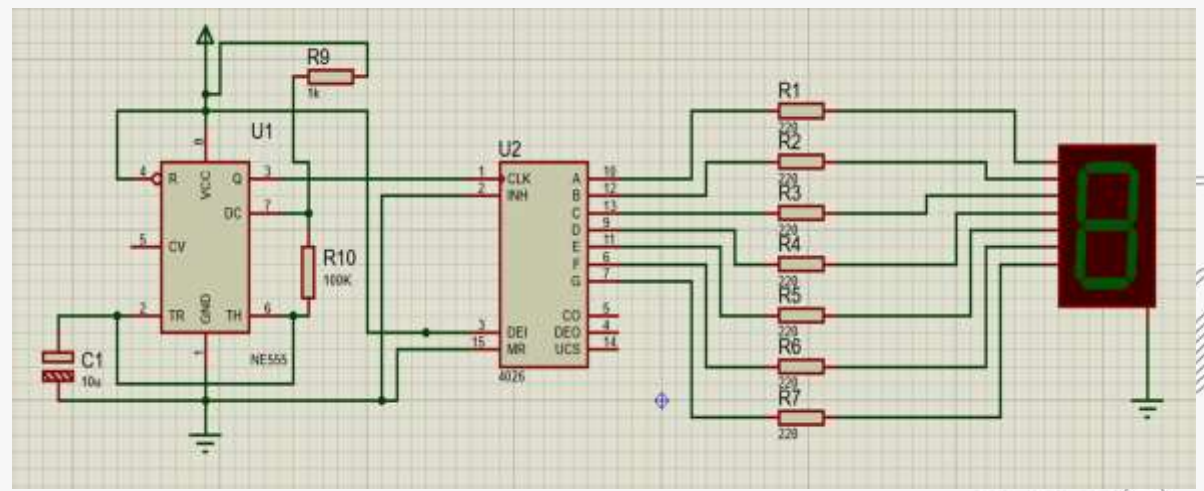 R9
1k
U1
8
4 R VCC Q 3
DC 7
5 CV
R10
100K
2 TR GND TH 6
1
NE555
C1
10u
U2
1 CLK A 10
2 INH B 12
C 13
D 9
E 11
F 6
G 7
CO 5
3 DEI DEO 4
15 MR UCS 14
4026
R1
220
R2
220
R3
220
R4
220
R5
220
R6
220
R7
220
8